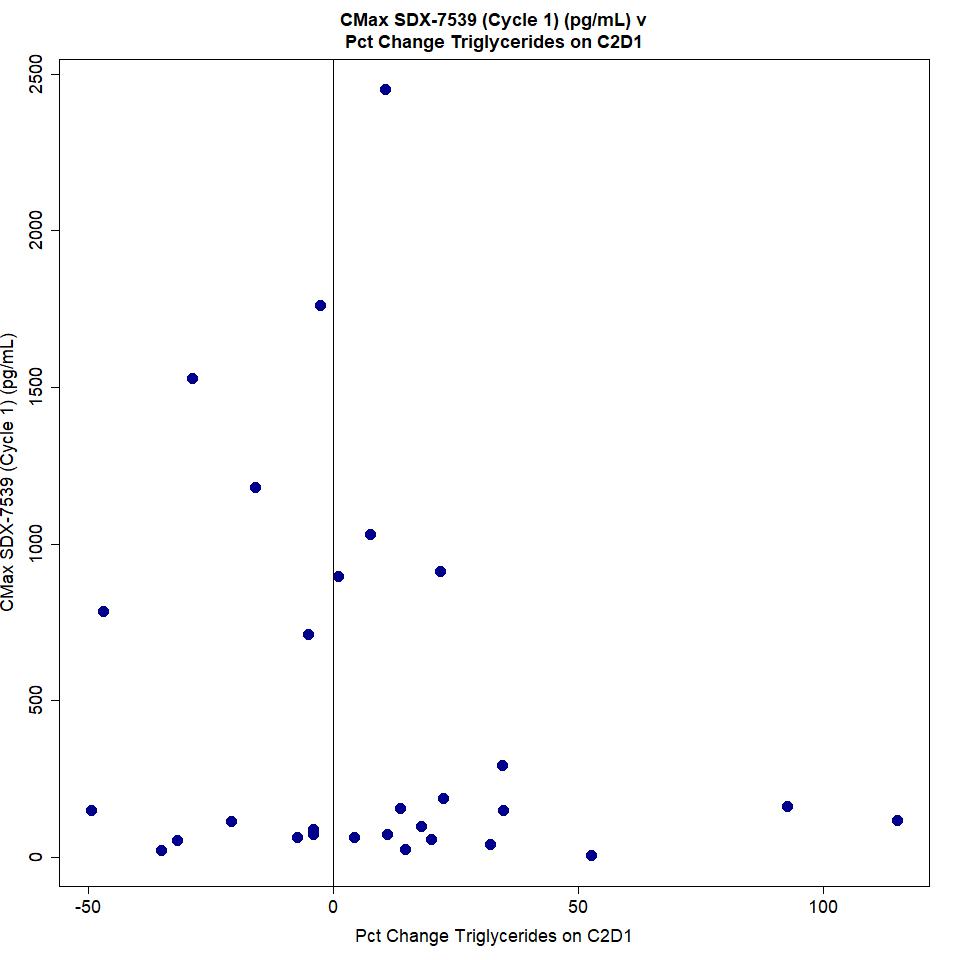 CMax SDX-7539 (Cycle 1) (pg/mL) v
Pct Change Triglycerides on C2D1
CMax SDX-7539 (Cycle 1) (pg/mL)
2500
2000
1500
1000
500
0
-50
0
50
100
Pct Change Triglycerides on C2D1